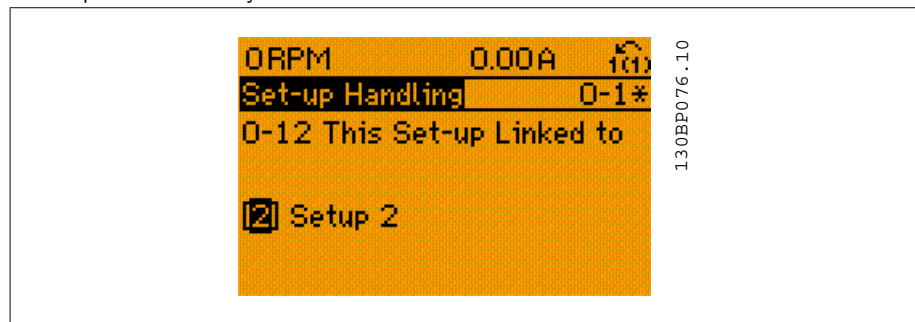 0RPM 0.00A 1(1)
Set-up Handling 0-1*
0-12 This Set-up Linked to
[2] Setup 2
130BP076.10